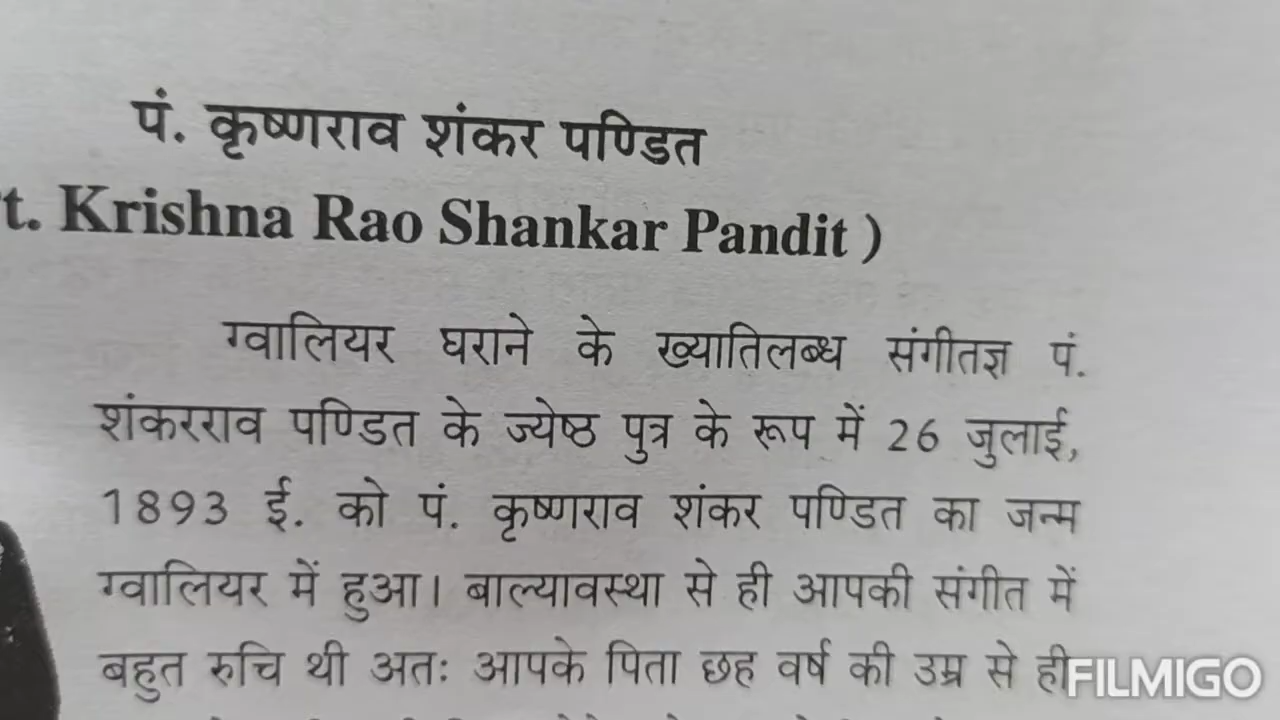 पं. कृष्णराव शंकर पण्डित
t. Krishna Rao Shankar Pandit )
ग्वालियर घराने के ख्यातिलब्ध संगीतज्ञ पं.
शंकरराव पण्डित के ज्येष्ठ पुत्र के रूप में 26 जुलाई,
1893 ई. को पं. कृष्णराव शंकर पण्डित का जन्म
ग्वालियर में हुआ। बाल्यावस्था से ही आपकी संगीत में
बहुत रुचि थी अतः आपके पिता छह वर्ष की उम्र से ही
FILMIGO